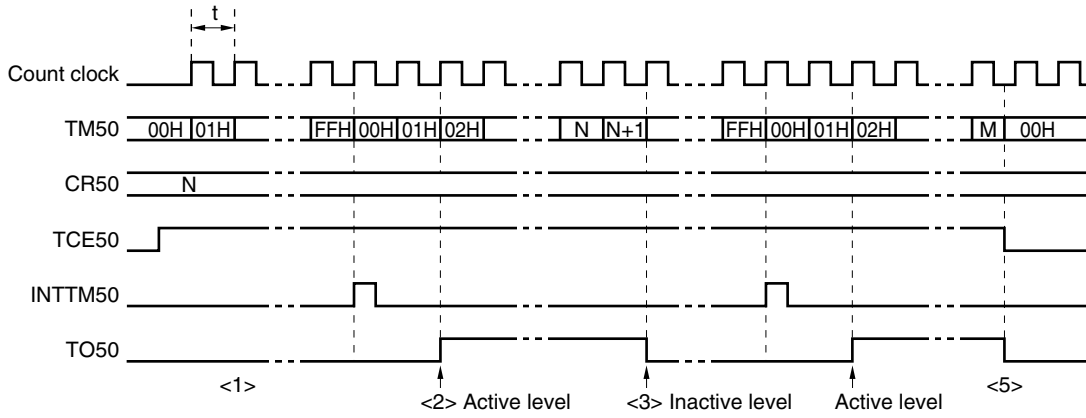 t
Count clock
TM50 00H 01H FFH 00H 01H 02H N N+1 FFH 00H 01H 02H M 00H
CR50 N
TCE50
INTTM50
TO50
<1> <2> Active level <3> Inactive level Active level <5>